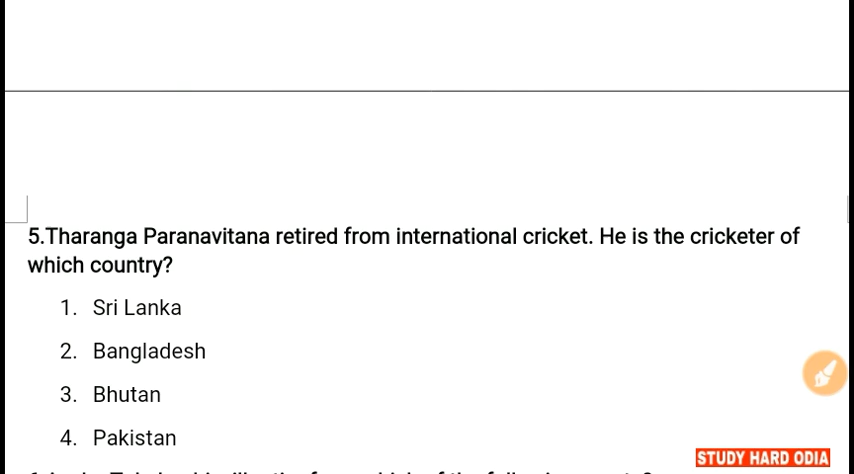 5.Tharanga Paranavitana retired from international cricket. He is the cricketer of
which country?
1. Sri Lanka
2. Bangladesh
3. Bhutan
4. Pakistan
STUDY HARD ODIA